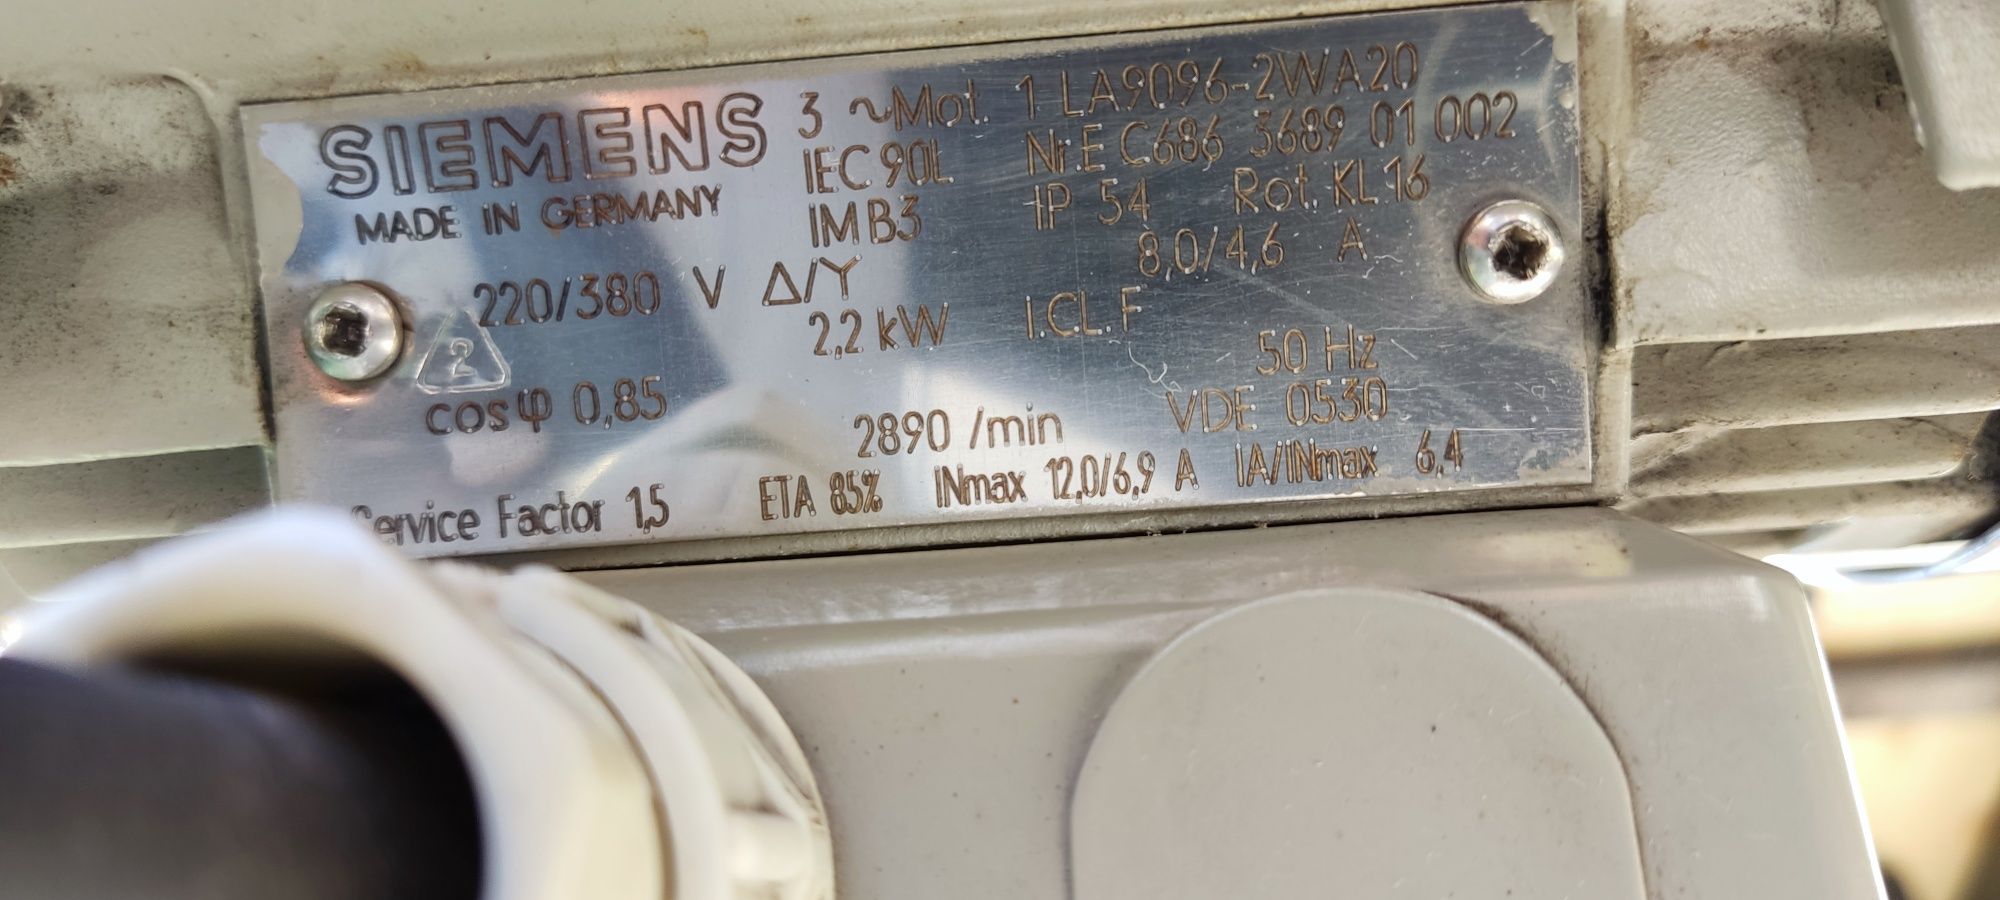 SIEMENS 3 ~Mot. 1 LA9096-2WA20
MADE IN GERMANY IEC 90L Nr.E C686 3689 01 002
IM B3 IP 54 Rot. KL 16
220/380 V Δ/Y 8,0/4,6 A
2 2,2 kW I.CL.F
cos φ 0,85 50 Hz
2890 /min VDE 0530
Service Factor 1,5 ETA 85% INmax 12,0/6,9 A IA/INmax 6,4